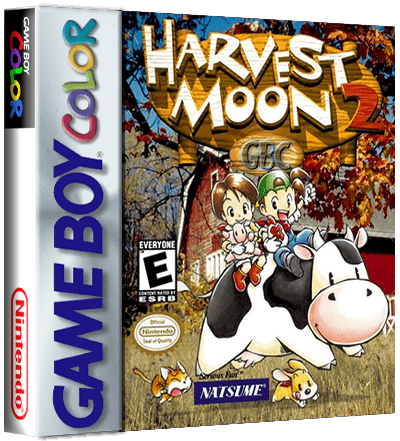 GAME BOY
COLOR
Nintendo
GAME BOY COLOR
HARVEST
MOON 2
GBC
EVERYONE
E
CONTENT RATED BY
ESRB
Official
Nintendo
Seal of Quality
Serious Fun™
NATSUME®